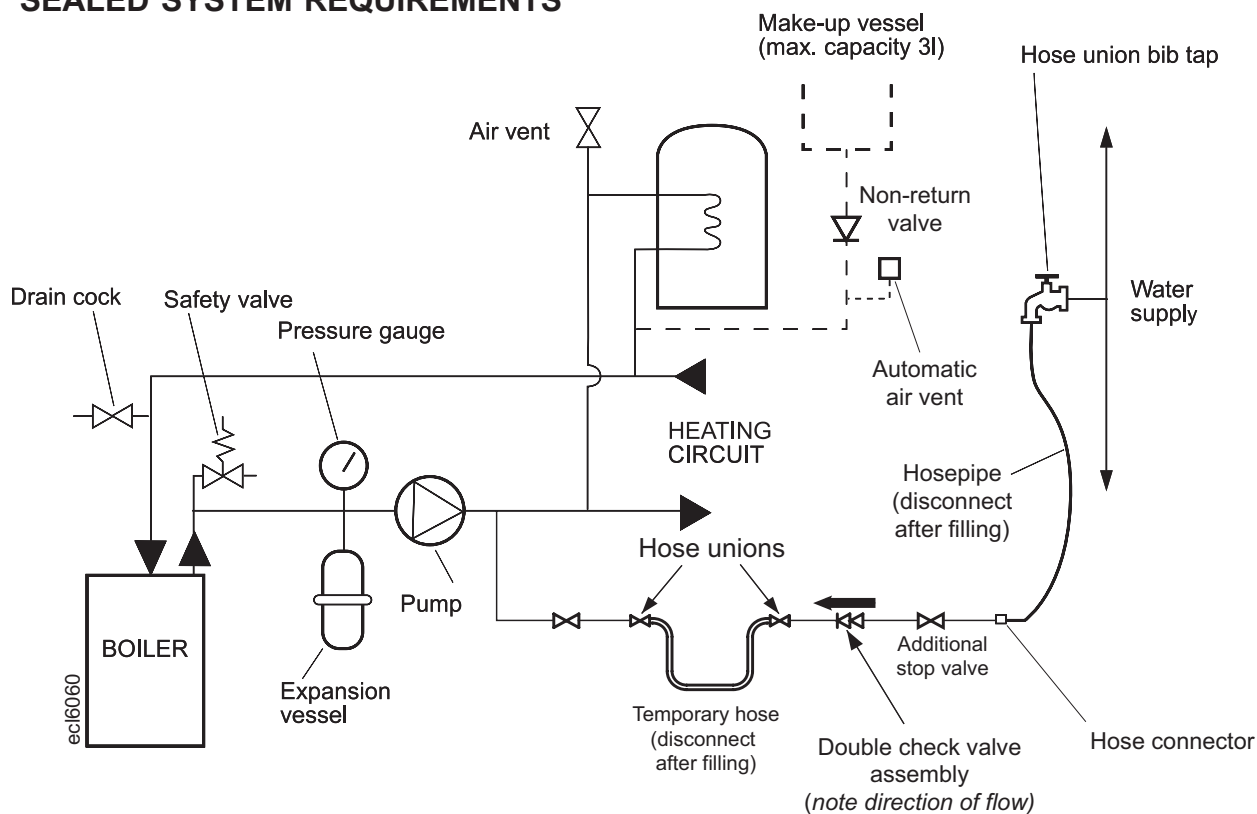 SEALED SYSTEM REQUIREMENTS
Make-up vessel
(max. capacity 3l)
Hose union bib tap
Air vent
Non-return
valve
Drain cock
Safety valve
Pressure gauge
Water
supply
Automatic
air vent
HEATING
CIRCUIT
Hosepipe
(disconnect
after filling)
Hose unions
Pump
BOILER
ecl6060
Expansion
vessel
Additional
stop valve
Temporary hose
(disconnect
after filling)
Double check valve
assembly
(note direction of flow)
Hose connector